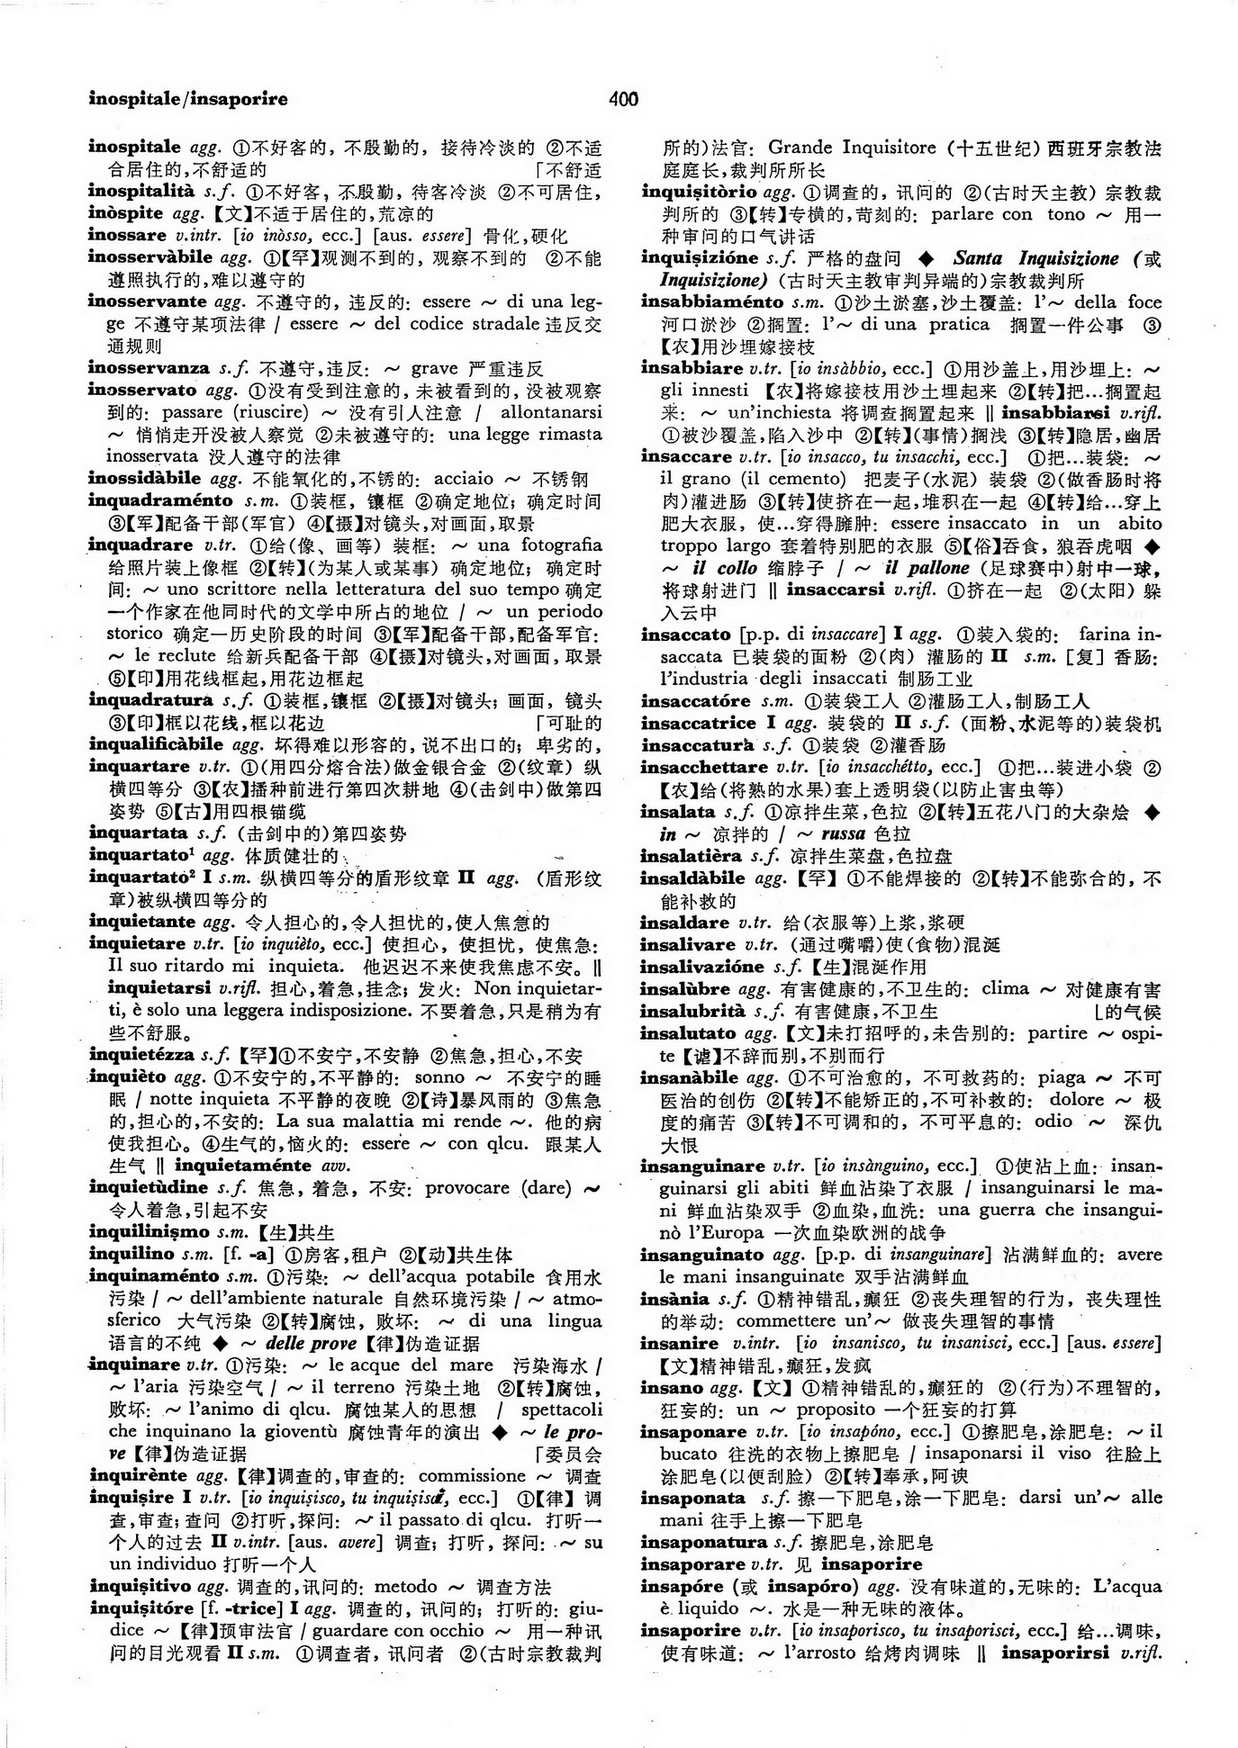 inospitale/insaporire
400
inospitale agg. ①不好客的, 不殷勤的, 接待冷淡的 ②不适
合居住的,不舒适的 「不舒适
inospitalità s.f. ①不好客, 不殷勤, 待客冷淡 ②不可居住,
inòspite agg.【文】不适于居住的,荒凉的
inossare v.intr. [io inòsso, ecc.] [aus. essere] 骨化,硬化
inosservàbile agg. ①【罕】观测不到的, 观察不到的 ②不能
遵照执行的,难以遵守的
inosservante agg. 不遵守的, 违反的: essere ～ di una leg-
ge 不遵守某项法律 / essere ～ del codice stradale 违反交
通规则
inosservanza s.f. 不遵守,违反: ～ grave 严重违反
inosservato agg. ①没有受到注意的, 未被看到的, 没被观察
到的: passare (riuscire) ～ 没有引人注意 / allontanarsi
～ 悄悄走开没被人察觉 ②未被遵守的: una legge rimasta
inosservata 没人遵守的法律
inossidàbile agg. 不能氧化的,不锈的: acciaio ～ 不锈钢
inquadraménto s.m. ①装框, 镶框 ②确定地位; 确定时间
③【军】配备干部(军官) ④【摄】对镜头,对画面,取景
inquadrare v.tr. ①给(像、画等) 装框: ～ una fotografia
给照片装上像框 ②【转】(为某人或某事) 确定地位; 确定时
间: ～ uno scrittore nella letteratura del suo tempo 确定
一个作家在他同时代的文学中所占的地位 / ～ un periodo
storico 确定一历史阶段的时间 ③【军】配备干部,配备军官:
～ le reclute 给新兵配备干部 ④【摄】对镜头,对画面, 取景
⑤【印】用花线框起,用花边框起
inquadratura s.f. ①装框,镶框 ②【摄】对镜头; 画面, 镜头
③【印】框以花线,框以花边 「可耻的
inqualificàbile agg. 坏得难以形容的, 说不出口的; 卑劣的,
inquartare v.tr. ①(用四分熔合法)做金银合金 ②(纹章) 纵
横四等分 ③【农】播种前进行第四次耕地 ④(击剑中)做第四
姿势 ⑤【古】用四根锚缆
inquartata s.f. (击剑中的)第四姿势
inquartato¹ agg. 体质健壮的
inquartato² I s.m. 纵横四等分的盾形纹章 II agg. (盾形纹
章)被纵横四等分的
inquietante agg. 令人担心的,令人担忧的,使人焦急的
inquietare v.tr. [io inquièto, ecc.] 使担心, 使担忧, 使焦急:
Il suo ritardo mi inquieta. 他迟迟不来使我焦虑不安。‖
inquietarsi v.rifl. 担心,着急,挂念; 发火: Non inquietar-
ti, è solo una leggera indisposizione. 不要着急,只是稍为有
些不舒服。
inquietézza s.f.【罕】①不安宁,不安静 ②焦急,担心,不安
inquièto agg. ①不安宁的,不平静的: sonno ～ 不安宁的睡
眠 / notte inquieta 不平静的夜晚 ②【诗】暴风雨的 ③焦急
的,担心的,不安的: La sua malattia mi rende ～. 他的病
使我担心。④生气的,恼火的: essere ～ con qlcu. 跟某人
生气 ‖ inquietaménte avv.
inquietùdine s.f. 焦急, 着急, 不安: provocare (dare) ～
令人着急,引起不安
inquilinişmo s.m.【生】共生
inquilino s.m. [f. -a] ①房客,租户 ②【动】共生体
inquinaménto s.m. ①污染: ～ dell'acqua potabile 食用水
污染 / ～ dell'ambiente naturale 自然环境污染 / ～ atmo-
sferico 大气污染 ②【转】腐蚀, 败坏: ～ di una lingua
语言的不纯 ◆ ～ delle prove【律】伪造证据
inquinare v.tr. ①污染: ～ le acque del mare 污染海水 /
～ l'aria 污染空气 / ～ il terreno 污染土地 ②【转】腐蚀,
败坏: ～ l'animo di qlcu. 腐蚀某人的思想 / spettacoli
che inquinano la gioventù 腐蚀青年的演出 ◆ ～ le pro-
ve【律】伪造证据 「委员会
inquirènte agg.【律】调查的,审查的: commissione ～ 调查
inquişire I v.tr. [io inquişisco, tu inquişisci, ecc.] ①【律】调
查,审查; 查问 ②打听,探问: ～ il passato di qlcu. 打听一
个人的过去 II v.intr. [aus. avere] 调查; 打听, 探问: ～ su
un individuo 打听一个人
inquişitivo agg. 调查的,讯问的: metodo ～ 调查方法
inquişitóre [f. -trice] I agg. 调查的, 讯问的; 打听的: giu-
dice ～【律】预审法官 / guardare con occhio ～ 用一种讯
问的目光观看 II s.m. ①调查者, 讯问者 ②(古时宗教裁判
所的)法官: Grande Inquisitore (十五世纪) 西班牙宗教法
庭庭长,裁判所所长
inquişitòrio agg. ①调查的, 讯问的 ②(古时天主教) 宗教裁
判所的 ③【转】专横的,苛刻的: parlare con tono ～ 用一
种审问的口气讲话
inquişizióne s.f. 严格的盘问 ◆ Santa Inquisizione (或
Inquisizione) (古时天主教审判异端的)宗教裁判所
insabbiaménto s.m. ①沙土淤塞,沙土覆盖: l'～ della foce
河口淤沙 ②搁置: l'～ di una pratica 搁置一件公事 ③
【农】用沙埋嫁接枝
insabbiare v.tr. [io insàbbio, ecc.] ①用沙盖上,用沙埋上: ～
gli innesti 【农】将嫁接枝用沙土埋起来 ②【转】把…搁置起
来: ～ un'inchiesta 将调查搁置起来 ‖ insabbiarsi v.rifl.
①被沙覆盖,陷入沙中 ②【转】(事情)搁浅 ③【转】隐居,幽居
insaccare v.tr. [io insacco, tu insacchi, ecc.] ①把…装袋: ～
il grano (il cemento) 把麦子(水泥) 装袋 ②(做香肠时将
肉)灌进肠 ③【转】使挤在一起,堆积在一起 ④【转】给…穿上
肥大衣服, 使…穿得臃肿: essere insaccato in un abito
troppo largo 套着特别肥的衣服 ⑤【俗】吞食, 狼吞虎咽 ◆
～ il collo 缩脖子 / ～ il pallone (足球赛中)射中一球,
将球射进门 ‖ insaccarsi v.rifl. ①挤在一起 ②(太阳) 躲
入云中
insaccato [p.p. di insaccare] I agg. ①装入袋的: farina in-
saccata 已装袋的面粉 ②(肉) 灌肠的 II s.m. [复] 香肠:
l'industria degli insaccati 制肠工业
insaccatóre s.m. ①装袋工人 ②灌肠工人,制肠工人
insaccatrice I agg. 装袋的 II s.f. (面粉、水泥等的)装袋机
insaccatura s.f. ①装袋 ②灌香肠
insacchettare v.tr. [io insacchétto, ecc.] ①把…装进小袋 ②
【农】给(将熟的水果)套上透明袋(以防止害虫等)
insalata s.f. ①凉拌生菜,色拉 ②【转】五花八门的大杂烩 ◆
in ～ 凉拌的 / ～ russa 色拉
insalatièra s.f. 凉拌生菜盘,色拉盘
insaldàbile agg.【罕】①不能焊接的 ②【转】不能弥合的, 不
能补救的
insaldare v.tr. 给(衣服等)上浆,浆硬
insalivare v.tr. (通过嘴嚼)使(食物)混涎
insalivazióne s.f.【生】混涎作用
insalùbre agg. 有害健康的,不卫生的: clima ～ 对健康有害
insalubrità s.f. 有害健康,不卫生 ⌊的气候
insalutato agg.【文】未打招呼的,未告别的: partire ～ ospi-
te【谑】不辞而别,不别而行
insanàbile agg. ①不可治愈的, 不可救药的: piaga ～ 不可
医治的创伤 ②【转】不能矫正的,不可补救的: dolore ～ 极
度的痛苦 ③【转】不可调和的, 不可平息的: odio ～ 深仇
大恨
insanguinare v.tr. [io insànguino, ecc.] ①使沾上血: insan-
guinarsi gli abiti 鲜血沾染了衣服 / insanguinarsi le ma-
ni 鲜血沾染双手 ②血染,血洗: una guerra che insangui-
nò l'Europa 一次血染欧洲的战争
insanguinato agg. [p.p. di insanguinare] 沾满鲜血的: avere
le mani insanguinate 双手沾满鲜血
insània s.f. ①精神错乱,癫狂 ②丧失理智的行为, 丧失理性
的举动: commettere un'～ 做丧失理智的事情
insanire v.intr. [io insanisco, tu insanisci, ecc.] [aus. essere]
【文】精神错乱,癫狂,发疯
insano agg.【文】①精神错乱的,癫狂的 ②(行为)不理智的,
狂妄的: un ～ proposito 一个狂妄的打算
insaponare v.tr. [io insapóno, ecc.] ①擦肥皂,涂肥皂: ～ il
bucato 往洗的衣物上擦肥皂 / insaponarsi il viso 往脸上
涂肥皂(以便刮脸) ②【转】奉承,阿谀
insaponata s.f. 擦一下肥皂,涂一下肥皂: darsi un'～ alle
mani 往手上擦一下肥皂
insaponatura s.f. 擦肥皂,涂肥皂
insaporare v.tr. 见 insaporire
insapóre (或 insapóro) agg. 没有味道的,无味的: L'acqua
è liquido ～. 水是一种无味的液体。
insaporire v.tr. [io insaporisco, tu insaporisci, ecc.] 给…调味,
使有味道: ～ l'arrosto 给烤肉调味 ‖ insaporirsi v.rifl.